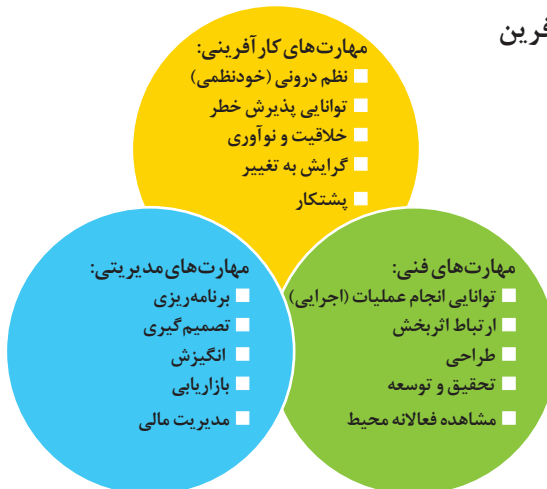 فرین
مهارت‌های کارآفرینی:
نظم درونی (خودنظمی)
توانایی پذیرش خطر
خلاقیت و نوآوری
گرایش به تغییر
پشتکار
مهارت‌های فنی:
توانایی انجام عملیات (اجرایی)
ارتباط اثربخش
طراحی
تحقیق و توسعه
مشاهده فعالانه محیط
مهارت‌های مدیریتی:
برنامه‌ریزی
تصمیم‌گیری
انگیزش
بازاریابی
مدیریت مالی